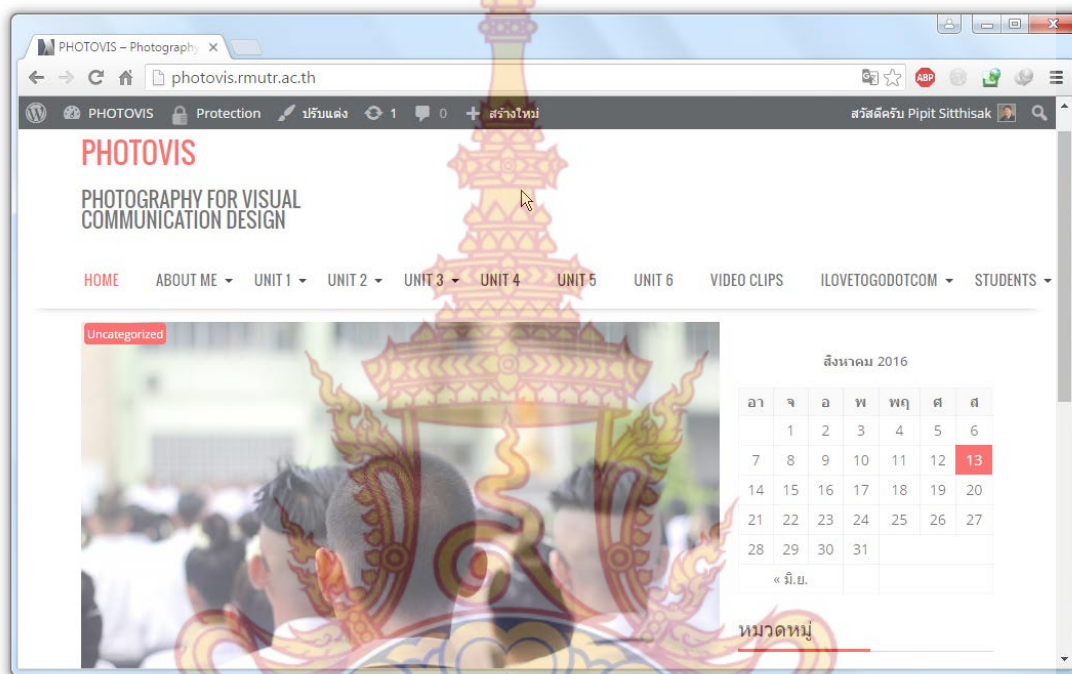 PHOTOVIS – Photography
photovis.rmutr.ac.th
ABP
PHOTOVIS Protection ปรับแต่ง 1 0 + สร้างใหม่ สวัสดีครับ Pipit Sitthisak
PHOTOVIS
PHOTOGRAPHY FOR VISUAL
COMMUNICATION DESIGN
HOME ABOUT ME UNIT 1 UNIT 2 UNIT 3 UNIT 4 UNIT 5 UNIT 6 VIDEO CLIPS ILOVETOGODOTCOM STUDENTS
Uncategorized
สิงหาคม 2016
อา จ อ พ พฤ ศ ส
1 2 3 4 5 6
7 8 9 10 11 12 13
14 15 16 17 18 19 20
21 22 23 24 25 26 27
28 29 30 31
« มิ.ย.
หมวดหมู่